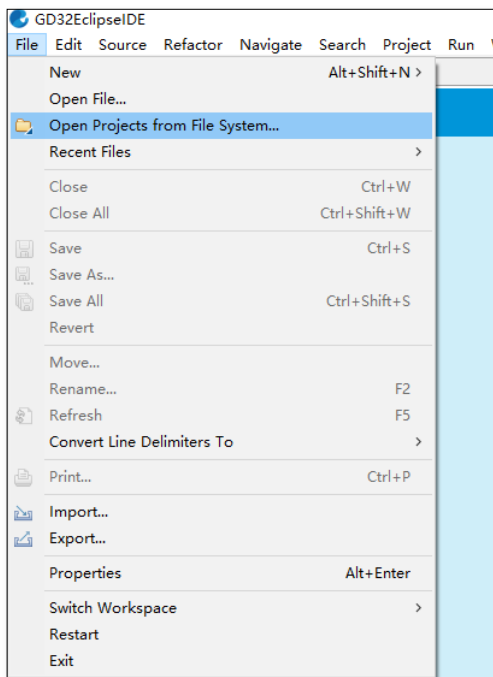 GD32EclipseIDE
File Edit Source Refactor Navigate Search Project Run
New Alt+Shift+N >
Open File...
Open Projects from File System...
Recent Files >
Close Ctrl+W
Close All Ctrl+Shift+W
Save Ctrl+S
Save As...
Save All Ctrl+Shift+S
Revert
Move...
Rename... F2
Refresh F5
Convert Line Delimiters To >
Print... Ctrl+P
Import...
Export...
Properties Alt+Enter
Switch Workspace >
Restart
Exit